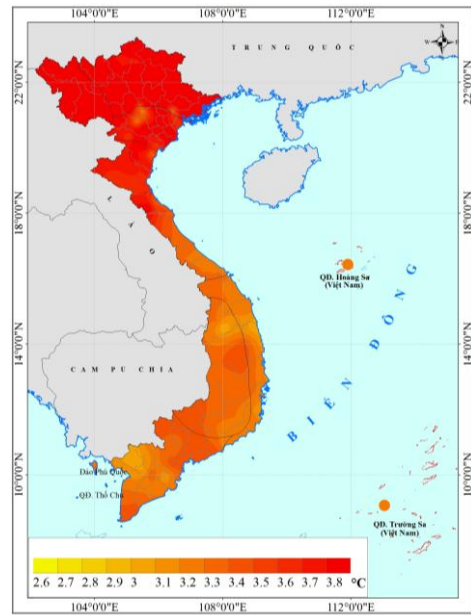 104°0'0"E 108°0'0"E 112°0'0"E
N
W E
S
TRUNG QUỐC
22°0'0"N 22°0'0"N
LÀO
18°0'0"N 18°0'0"N
QĐ. Hoàng Sa
(Việt Nam)
BIỂN ĐÔNG
14°0'0"N 14°0'0"N
CAM PU CHIA
Đảo Phú Quốc
10°0'0"N 10°0'0"N
QĐ. Thổ Chu
QĐ. Trường Sa
(Việt Nam)
2.6 2.7 2.8 2.9 3 3.1 3.2 3.3 3.4 3.5 3.6 3.7 3.8 °C
104°0'0"E 108°0'0"E 112°0'0"E